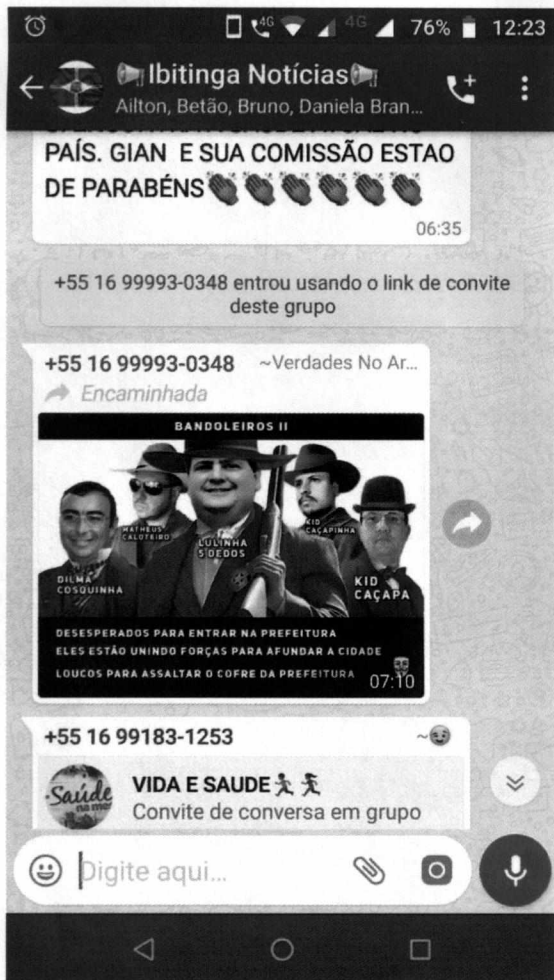 4G 4G 76% 12:23
Ibitinga Notícias
Ailton, Betão, Bruno, Daniela Bran...
PAÍS. GIAN E SUA COMISSÃO ESTAO
DE PARABÉNS
06:35
+55 16 99993-0348 entrou usando o link de convite
deste grupo
+55 16 99993-0348 ~Verdades No Ar...
Encaminhada
BANDOLEIROS II
MATHEUS
CALOTEIRO
LULINHA
5 DEDOS
KID
CAÇAPINHA
DILMA
COSQUINHA
KID
CAÇAPA
DESESPERADOS PARA ENTRAR NA PREFEITURA
ELES ESTÃO UNINDO FORÇAS PARA AFUNDAR A CIDADE
LOUCOS PARA ASSALTAR O COFRE DA PREFEITURA
07:10
+55 16 99183-1253 ~
Saúde
VIDA E SAUDE
Convite de conversa em grupo
Digite aqui...